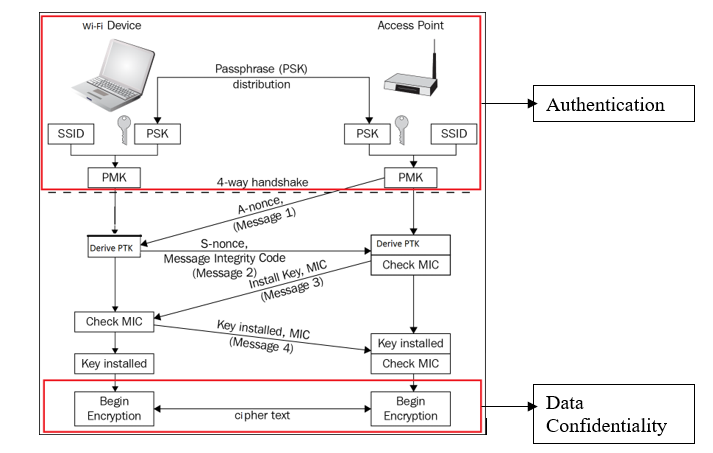 Wi-Fi Device
Access Point
Passphrase (PSK)
distribution
Authentication
SSID
PSK
PSK
SSID
PMK
4-way handshake
PMK
A-nonce,
(Message 1)
Derive PTK
S-nonce,
Message Integrity Code
(Message 2)
Derive PTK
Check MIC
Install Key, MIC
(Message 3)
Check MIC
Key installed, MIC
(Message 4)
Key installed
Check MIC
Key installed
Begin
Encryption
cipher text
Begin
Encryption
Data
Confidentiality